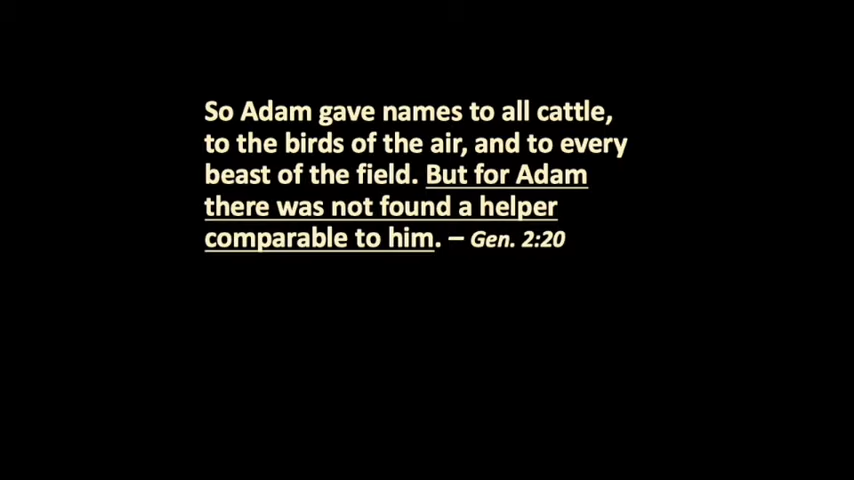 So Adam gave names to all cattle,
to the birds of the air, and to every
beast of the field. But for Adam
there was not found a helper
comparable to him. – Gen. 2:20